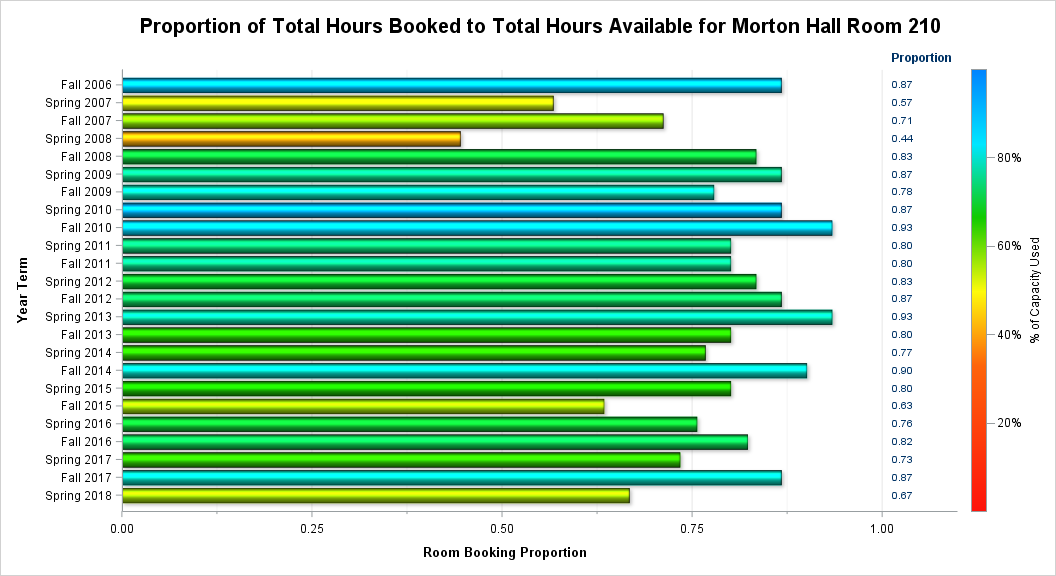 Proportion of Total Hours Booked to Total Hours Available for Morton Hall Room 210
Proportion
Fall 2006 0.87
Spring 2007 0.57
Fall 2007 0.71
Spring 2008 0.44
Fall 2008 0.83
Spring 2009 0.87
Fall 2009 0.78
Spring 2010 0.87
Fall 2010 0.93
Spring 2011 0.80
Fall 2011 0.80
Spring 2012 0.83
Fall 2012 0.87
Spring 2013 0.93
Fall 2013 0.80
Spring 2014 0.77
Fall 2014 0.90
Spring 2015 0.80
Fall 2015 0.63
Spring 2016 0.76
Fall 2016 0.82
Spring 2017 0.73
Fall 2017 0.87
Spring 2018 0.67
Year Term
0.00 0.25 0.50 0.75 1.00
Room Booking Proportion
80%
60%
40%
20%
% of Capacity Used